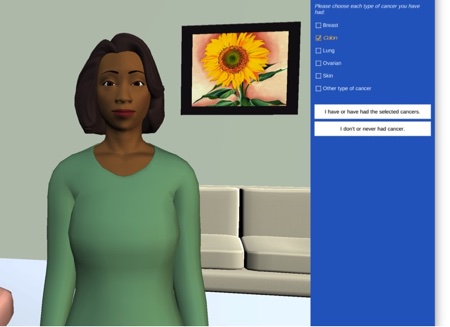 Please choose each type of cancer you have
had:
Breast
Colon
Lung
Ovarian
Skin
Other type of cancer
I have or have had the selected cancers.
I don't or never had cancer.